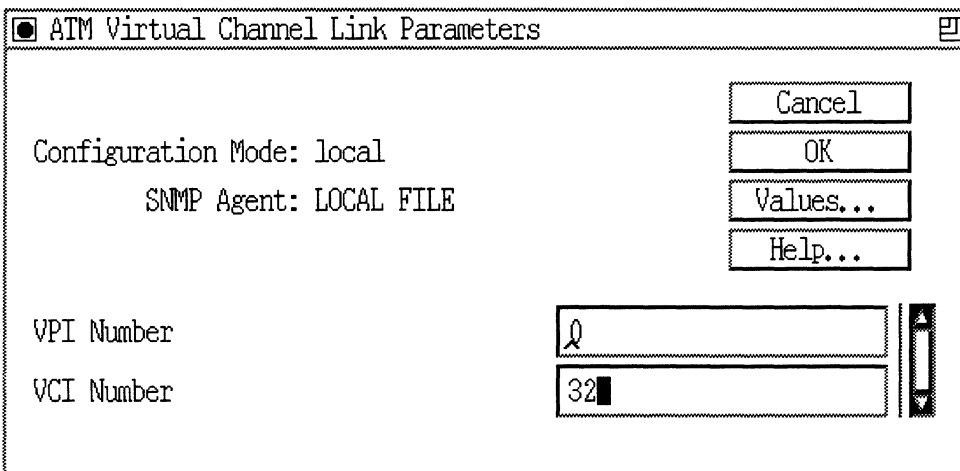 ATM Virtual Channel Link Parameters
Cancel
Configuration Mode: local
OK
SNMP Agent: LOCAL FILE
Values...
Help...
VPI Number
VCI Number
32